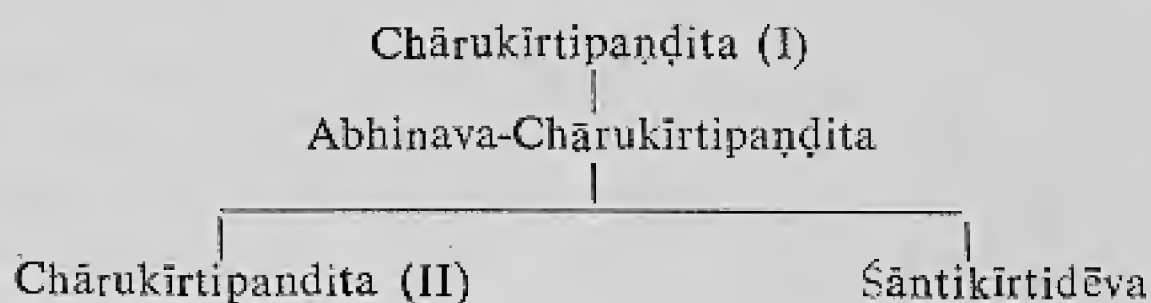 Chārukīrtipaṇḍita (I)
Abhinava-Chārukīrtipaṇḍita
Chārukīrtipandita (II) Śāntikīrtidēva